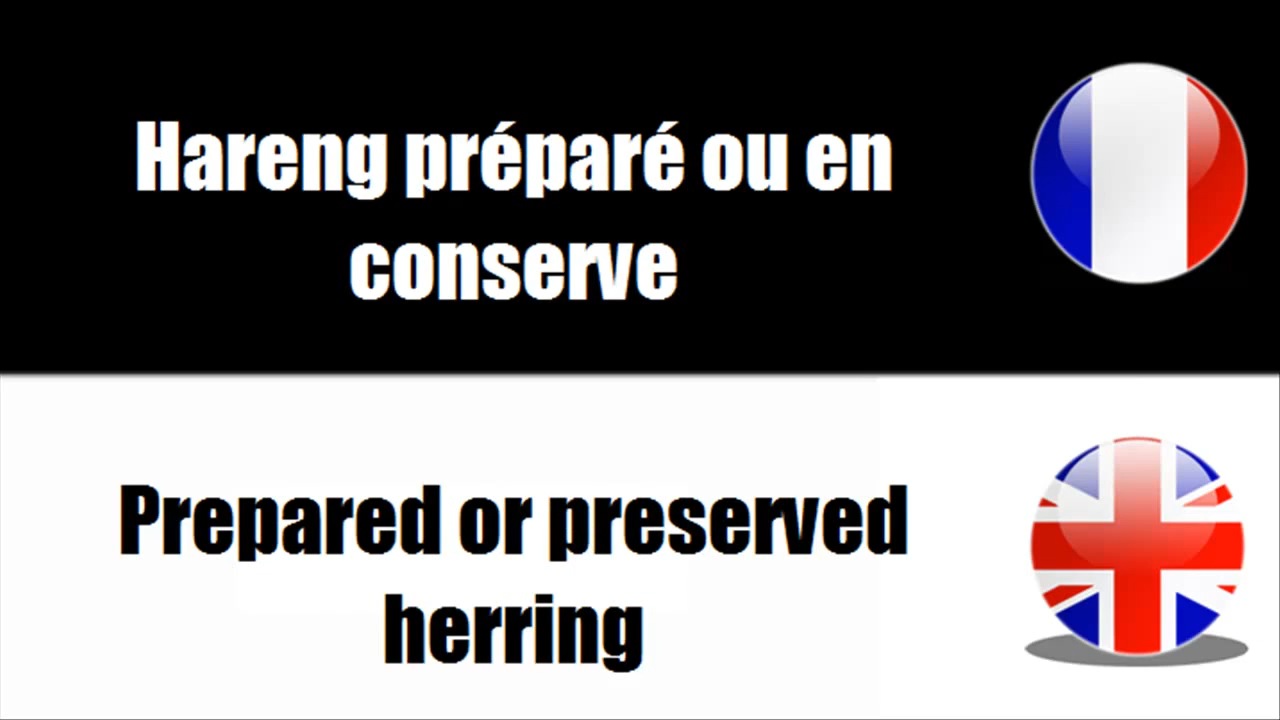 Hareng préparé ou en
conserve
Prepared or preserved
herring